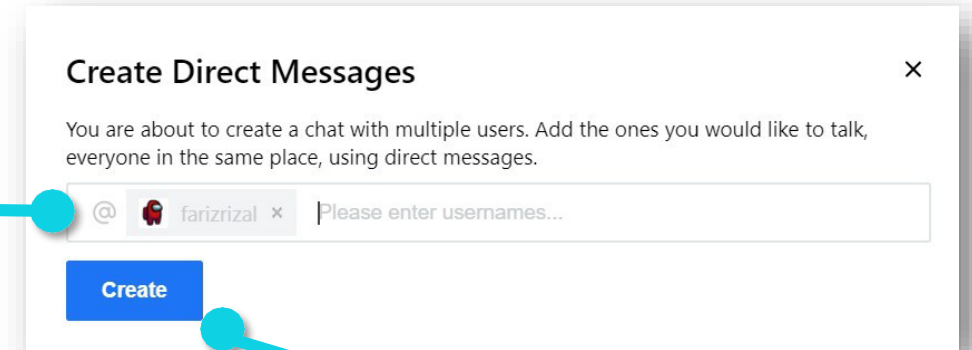 Create Direct Messages ×
You are about to create a chat with multiple users. Add the ones you would like to talk,
everyone in the same place, using direct messages.
@ farizrizal × Please enter usernames...
Create